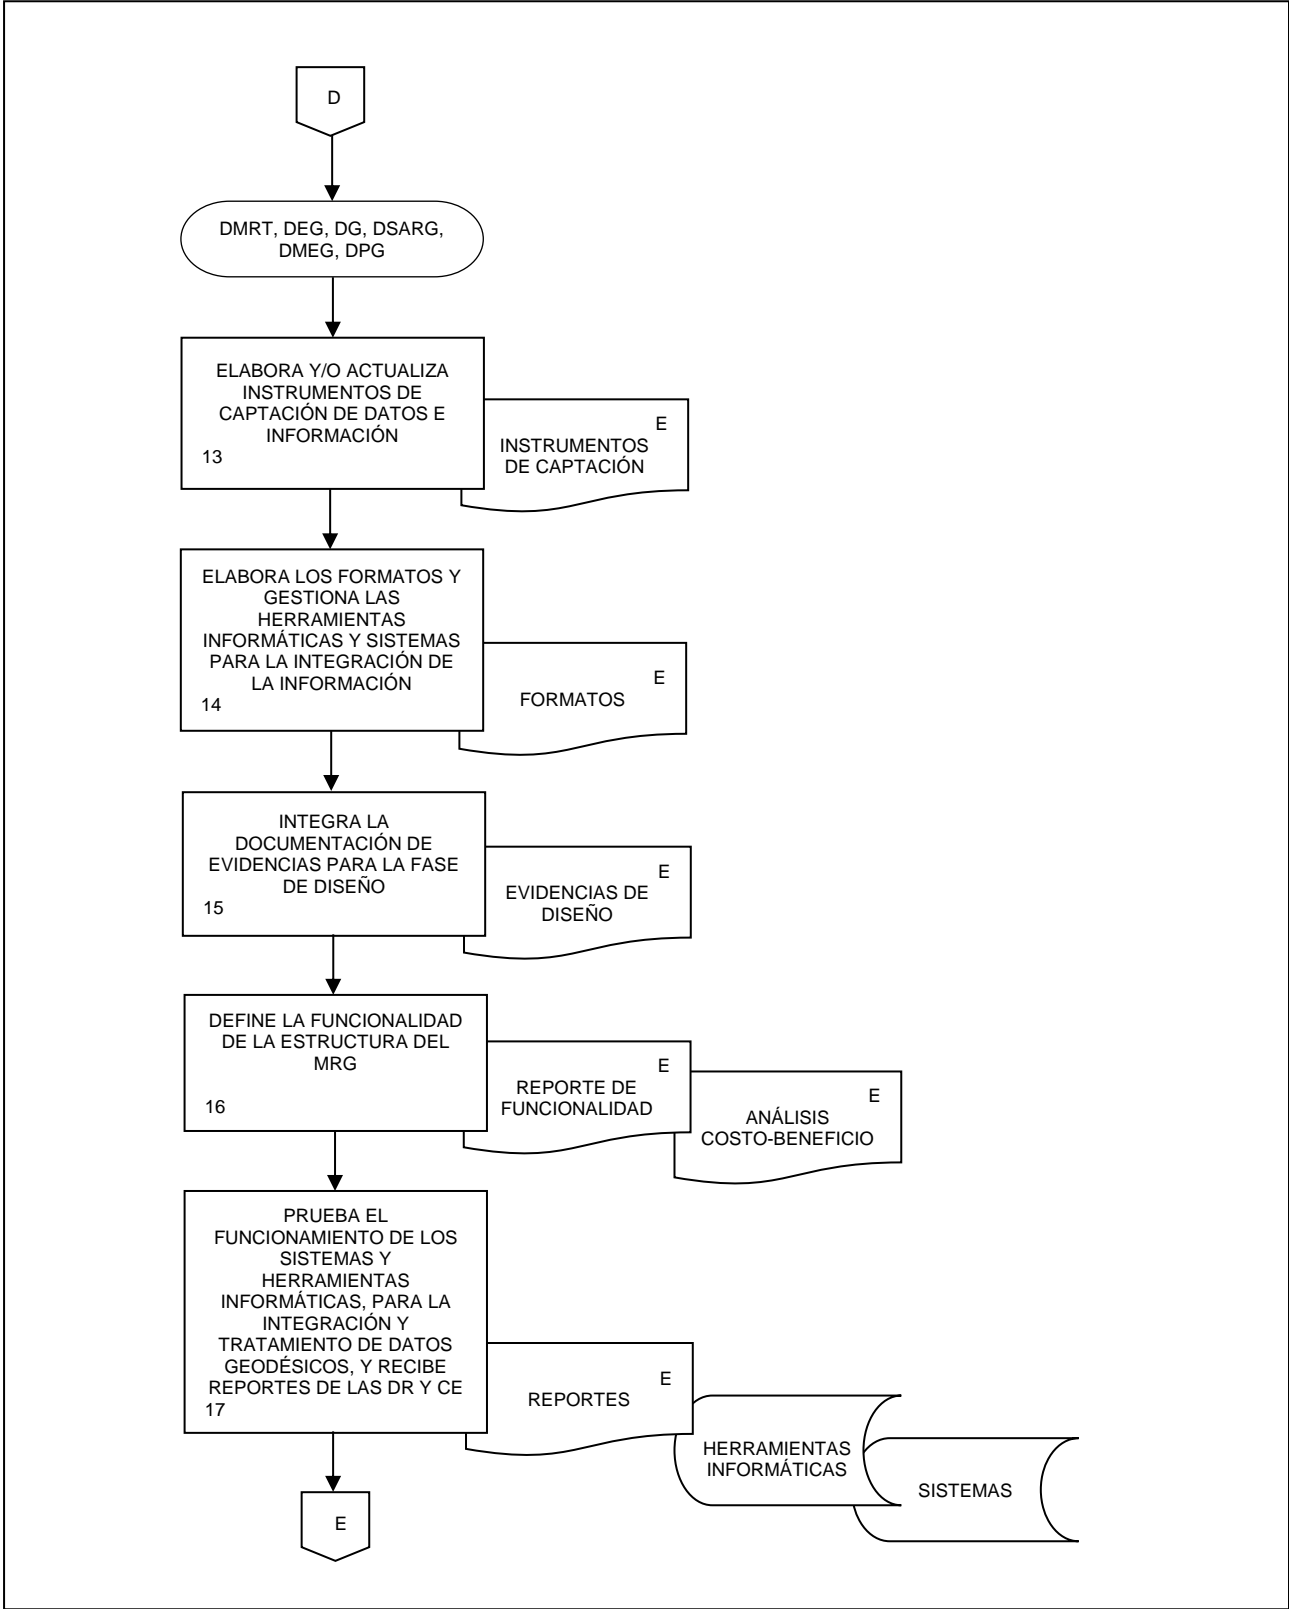 D
DMRT, DEG, DG, DSARG,
DMEG, DPG
ELABORA Y/O ACTUALIZA
INSTRUMENTOS DE
CAPTACIÓN DE DATOS E
INFORMACIÓN
13
E
INSTRUMENTOS
DE CAPTACIÓN
ELABORA LOS FORMATOS Y
GESTIONA LAS
HERRAMIENTAS
INFORMÁTICAS Y SISTEMAS
PARA LA INTEGRACIÓN DE
LA INFORMACIÓN
14
E
FORMATOS
INTEGRA LA
DOCUMENTACIÓN DE
EVIDENCIAS PARA LA FASE
DE DISEÑO
15
E
EVIDENCIAS DE
DISEÑO
DEFINE LA FUNCIONALIDAD
DE LA ESTRUCTURA DEL
MRG
16
E
REPORTE DE
FUNCIONALIDAD
E
ANÁLISIS
COSTO-BENEFICIO
PRUEBA EL
FUNCIONAMIENTO DE LOS
SISTEMAS Y
HERRAMIENTAS
INFORMÁTICAS, PARA LA
INTEGRACIÓN Y
TRATAMIENTO DE DATOS
GEODÉSICOS, Y RECIBE
REPORTES DE LAS DR Y CE
17
E
REPORTES
HERRAMIENTAS
INFORMÁTICAS
SISTEMAS
E